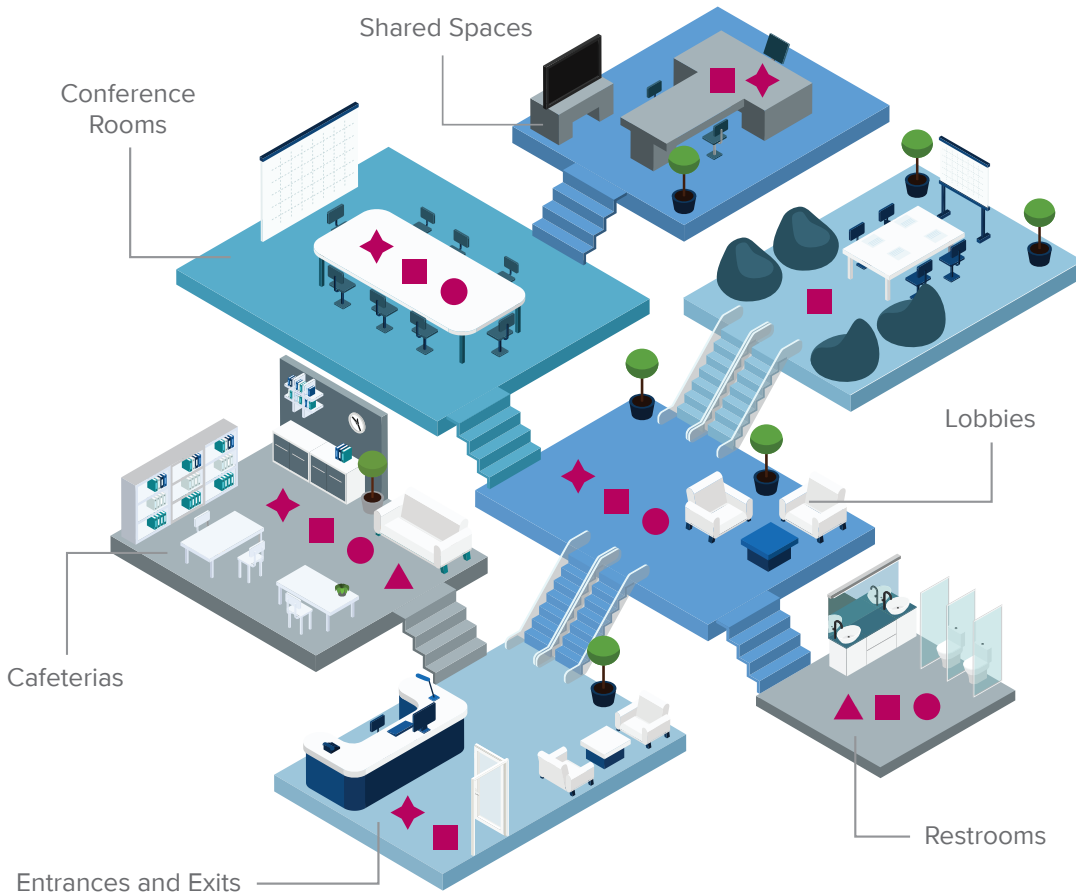 Shared Spaces
Conference
Rooms
Lobbies
Cafeterias
Restrooms
Entrances and Exits